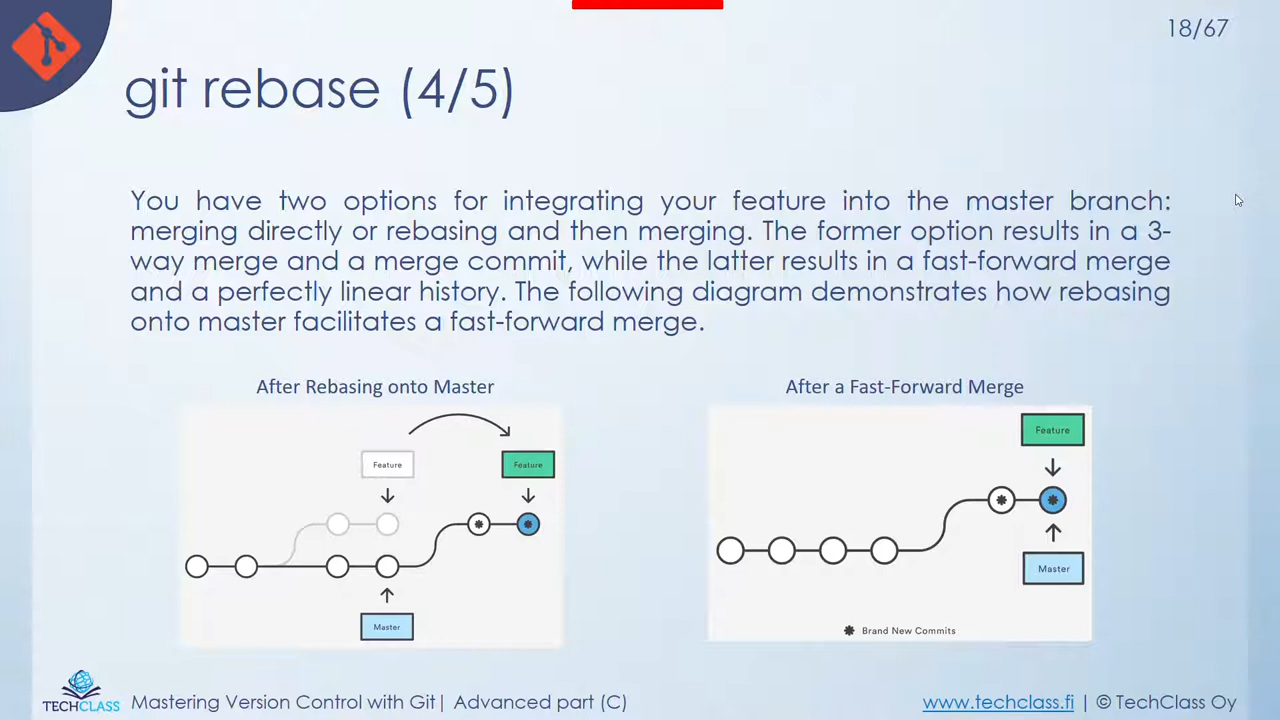 18/67
git rebase (4/5)
You have two options for integrating your feature into the master branch:
merging directly or rebasing and then merging. The former option results in a 3-
way merge and a merge commit, while the latter results in a fast-forward merge
and a perfectly linear history. The following diagram demonstrates how rebasing
onto master facilitates a fast-forward merge.
After Rebasing onto Master
Feature
Feature
Master
After a Fast-Forward Merge
Feature
Master
Brand New Commits
TECHCLASS
Mastering Version Control with Git| Advanced part (C)
www.techclass.fi | © TechClass Oy